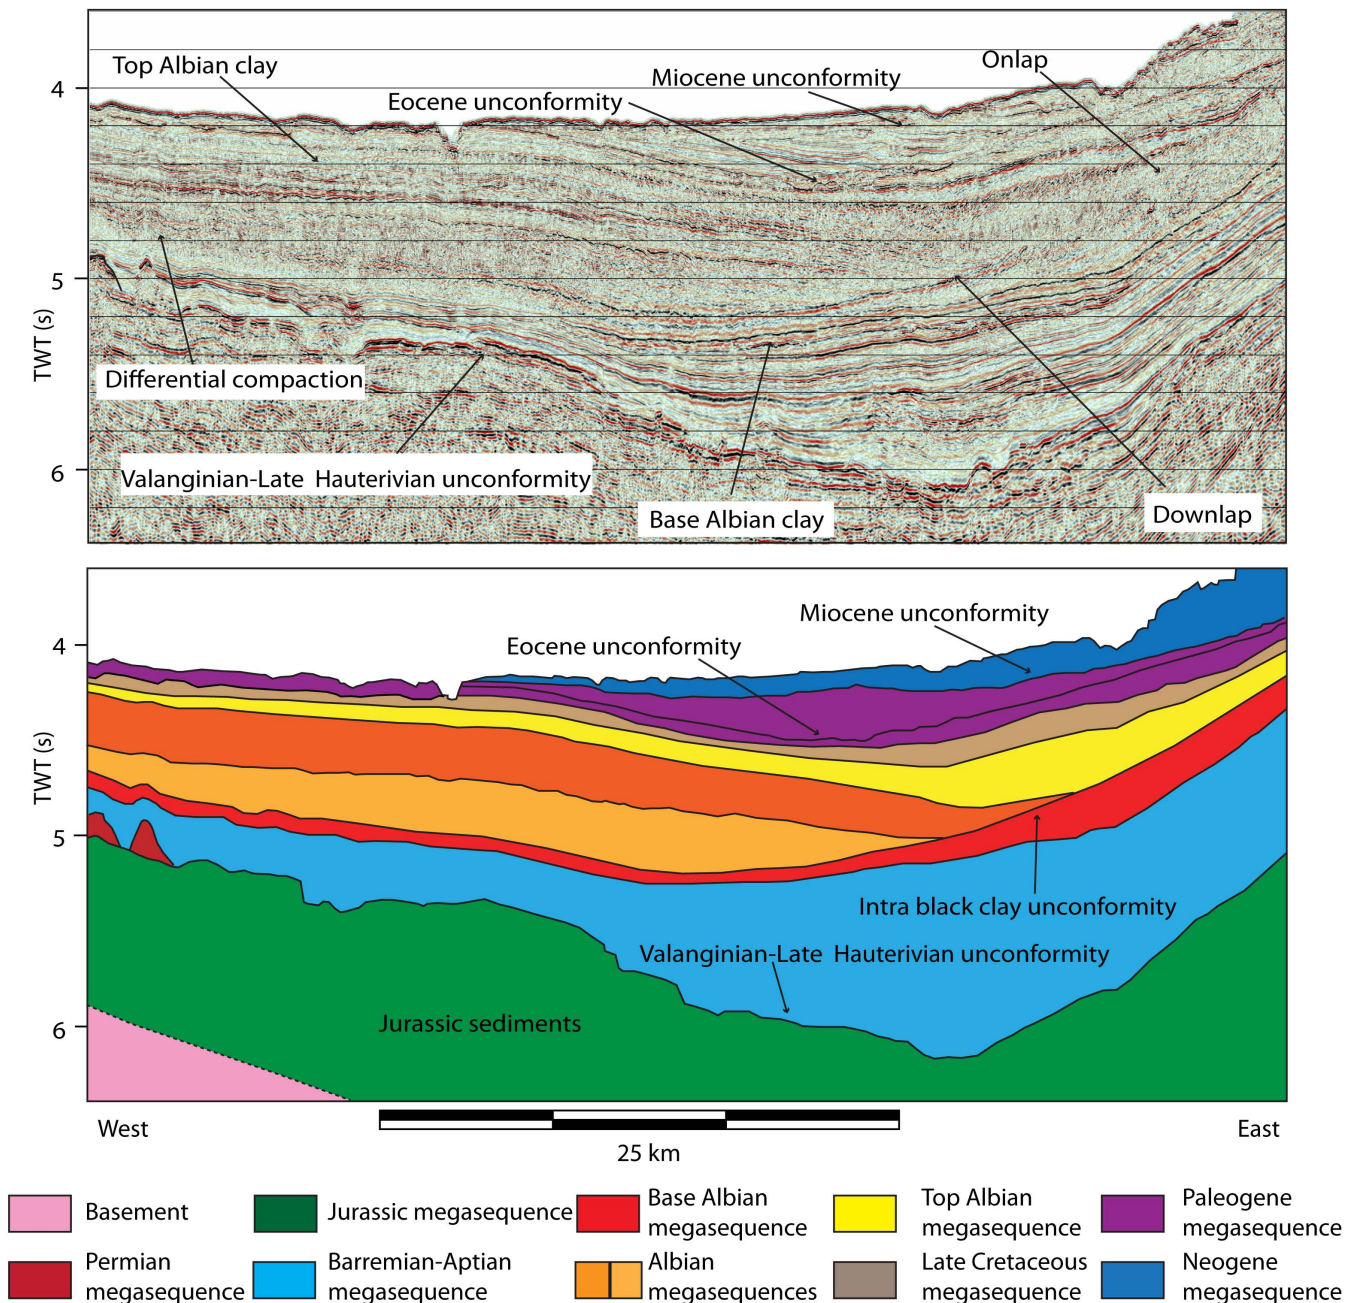 Top Albian clay
Onlap
Miocene unconformity
Eocene unconformity
4
5
6
TWT (s)
Differential compaction
Valanginian-Late Hauterivian unconformity
Base Albian clay
Downlap
Miocene unconformity
Eocene unconformity
4
5
6
TWT (s)
Intra black clay unconformity
Valanginian-Late Hauterivian unconformity
Jurassic sediments
West
East
25 km
Basement
Jurassic megasequence
Base Albian
megasequence
Top Albian
megasequence
Paleogene
megasequence
Permian
megasequence
Barremian-Aptian
megasequence
Albian
megasequences
Late Cretaceous
megasequence
Neogene
megasequence